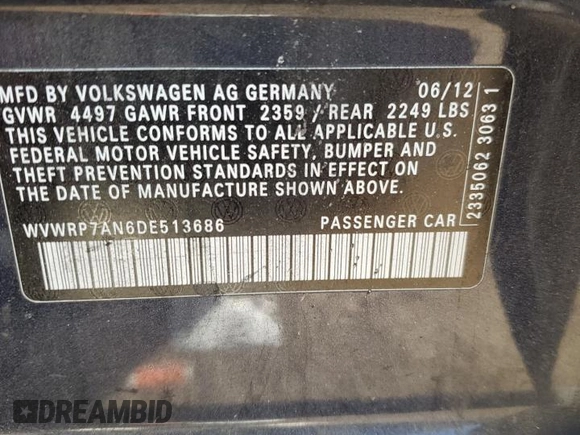 MFD BY VOLKSWAGEN AG GERMANY 06/12
GVWR 4497 GAWR FRONT 2359 / REAR 2249 LBS
THIS VEHICLE CONFORMS TO ALL APPLICABLE U.S.
FEDERAL MOTOR VEHICLE SAFETY, BUMPER AND
THEFT PREVENTION STANDARDS IN EFFECT ON
THE DATE OF MANUFACTURE SHOWN ABOVE.
WVWRP7AN6DE513686 PASSENGER CAR
2335062 3063 1
DREAMBID